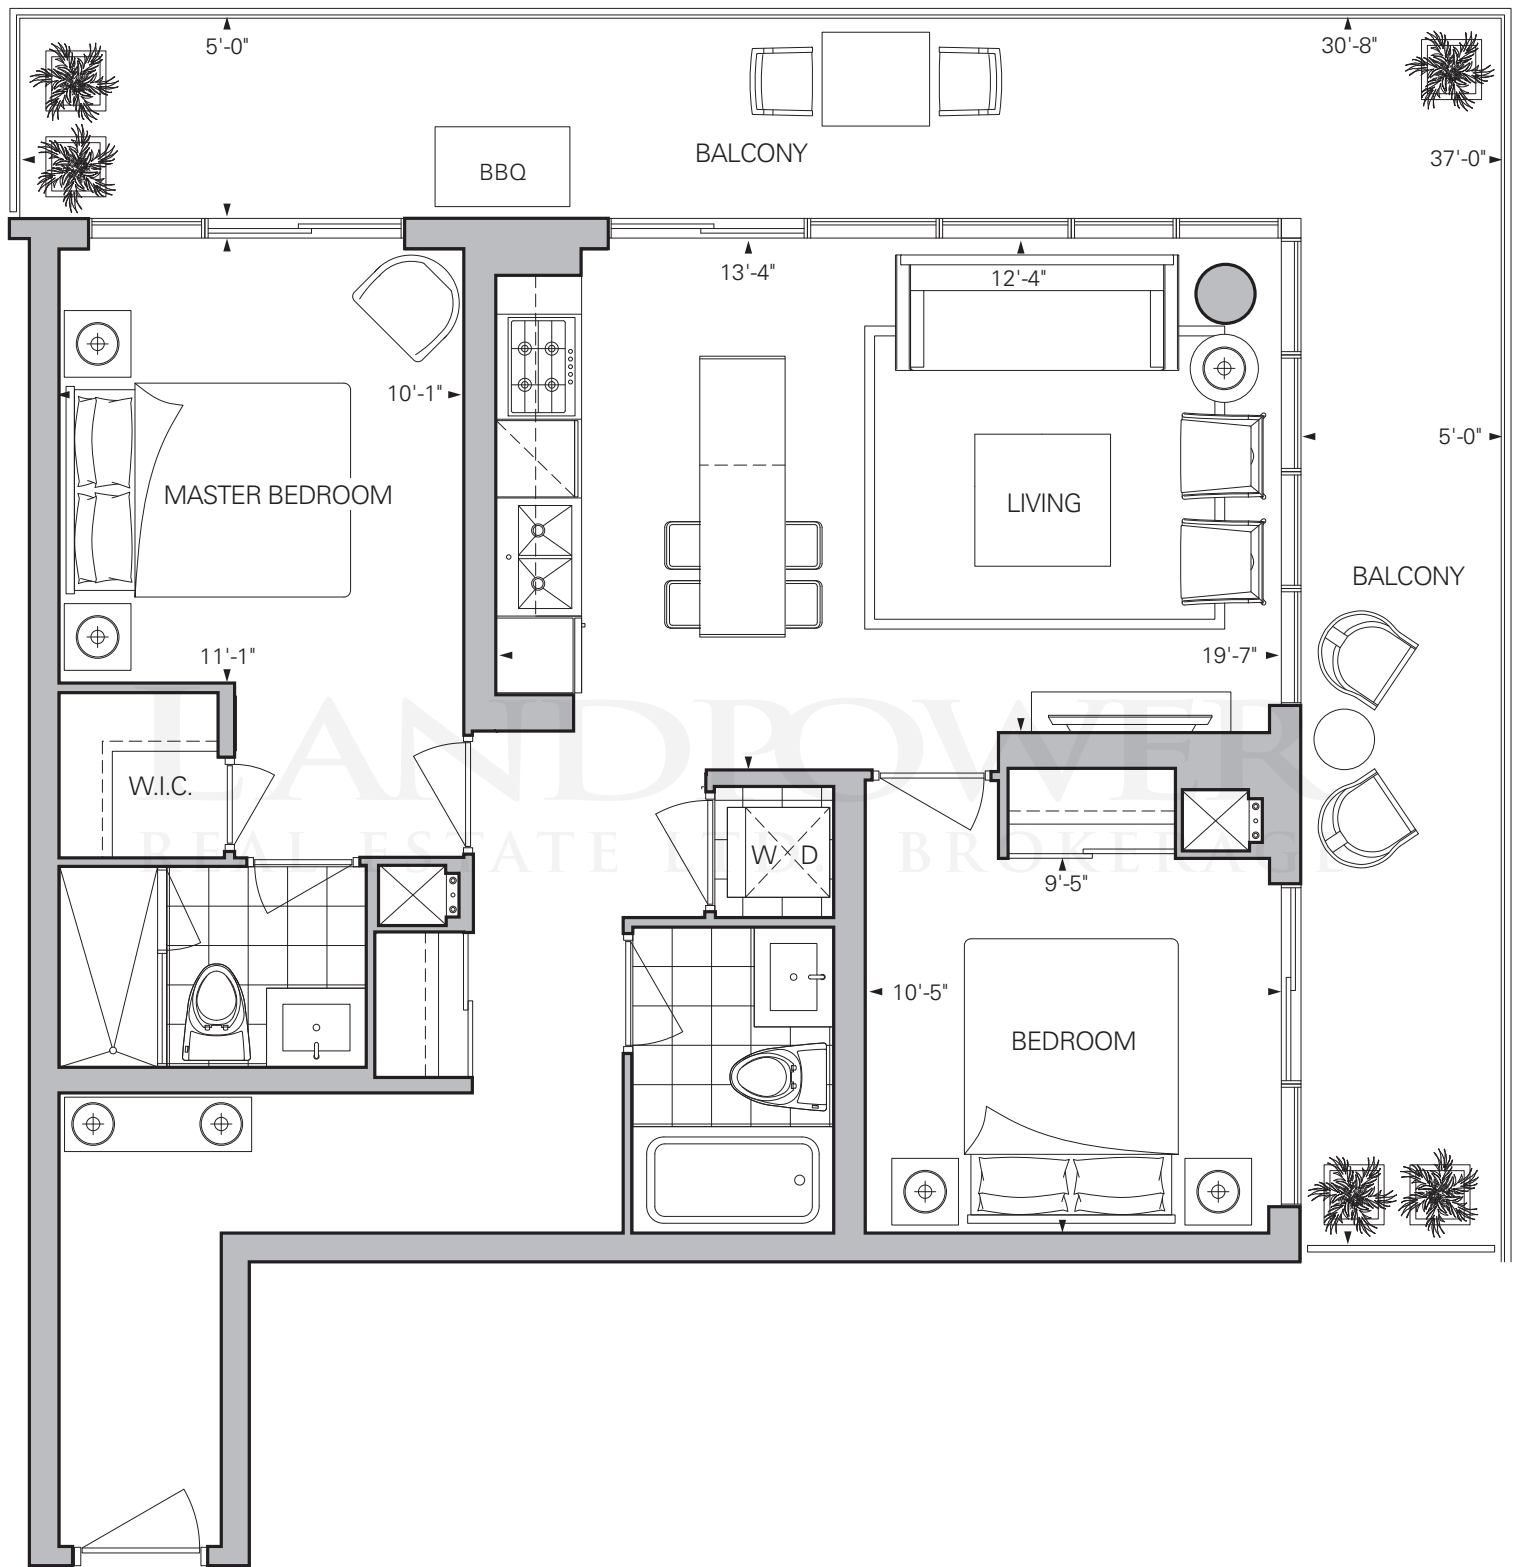 5'-0"
30'-8"
BALCONY
37'-0"
BBQ
13'-4"
12'-4"
10'-1"
5'-0"
MASTER BEDROOM
LIVING
BALCONY
11'-1"
19'-7"
LANDPOWER
W.I.C.
REAL ESTATE LTD. BROKERAGE
W D
9'-5"
10'-5"
BEDROOM